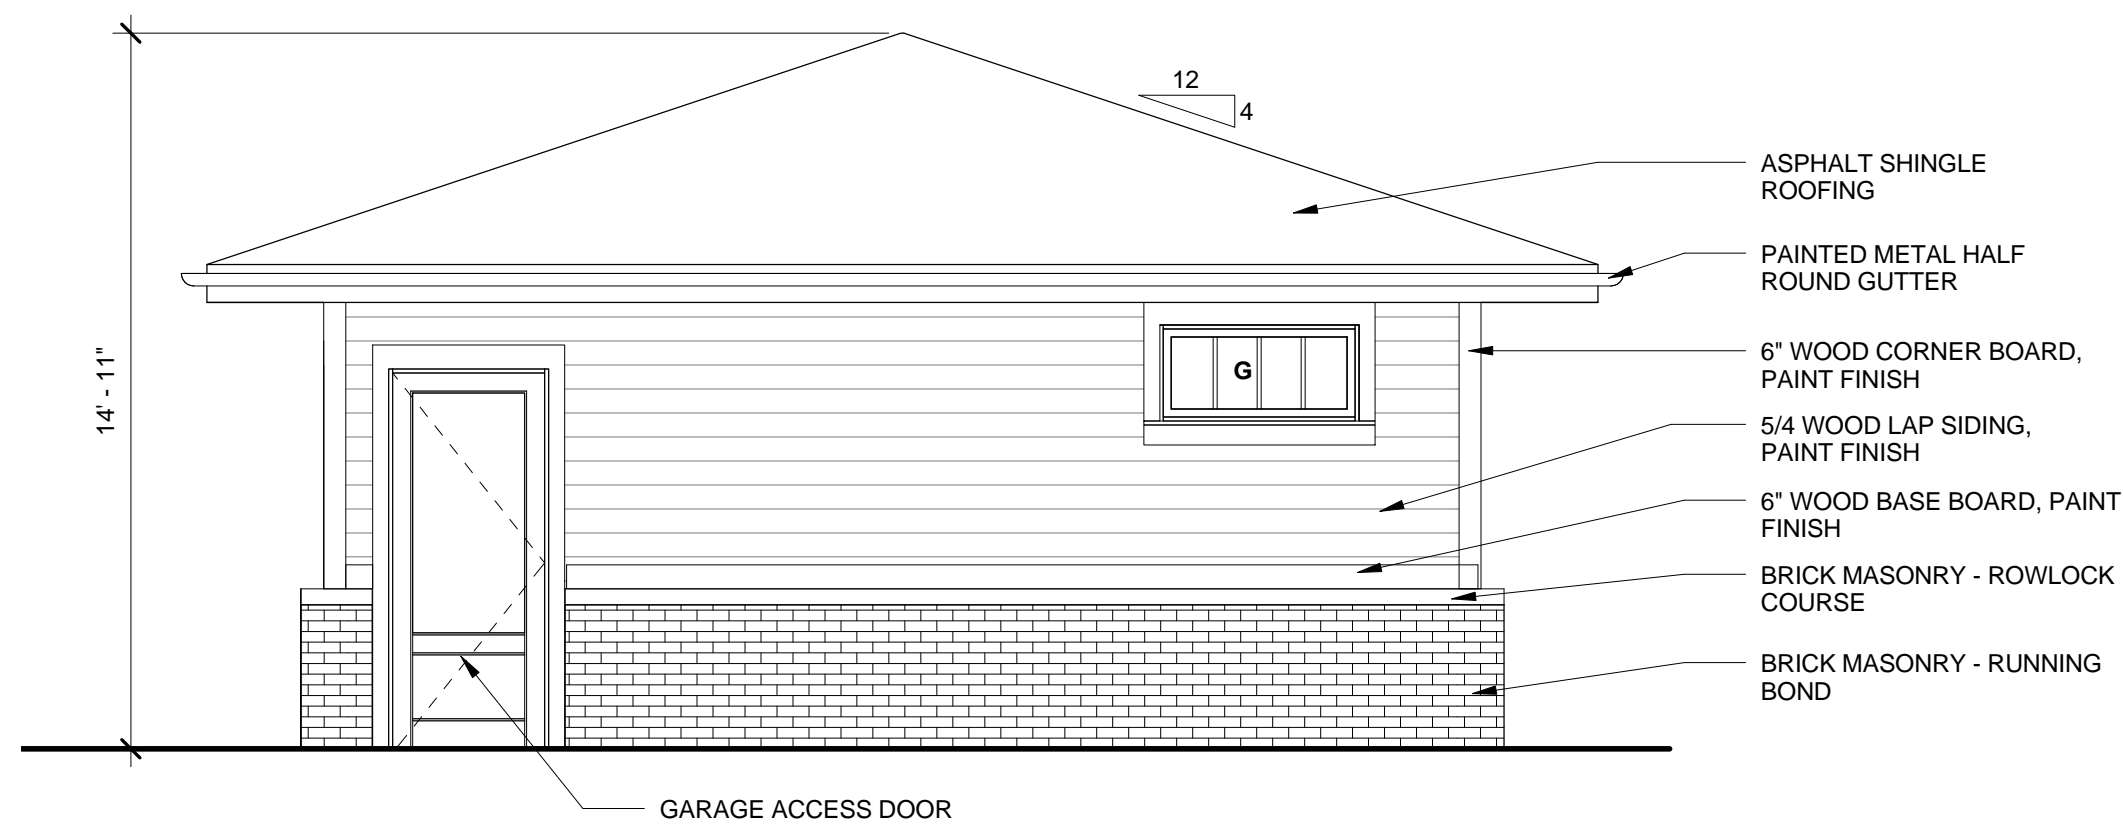 12
4
ASPHALT SHINGLE
ROOFING
PAINTED METAL HALF
ROUND GUTTER
14' - 11"
6" WOOD CORNER BOARD,
PAINT FINISH
G
5/4 WOOD LAP SIDING,
PAINT FINISH
6" WOOD BASE BOARD, PAINT
FINISH
BRICK MASONRY - ROWLOCK
COURSE
BRICK MASONRY - RUNNING
BOND
GARAGE ACCESS DOOR